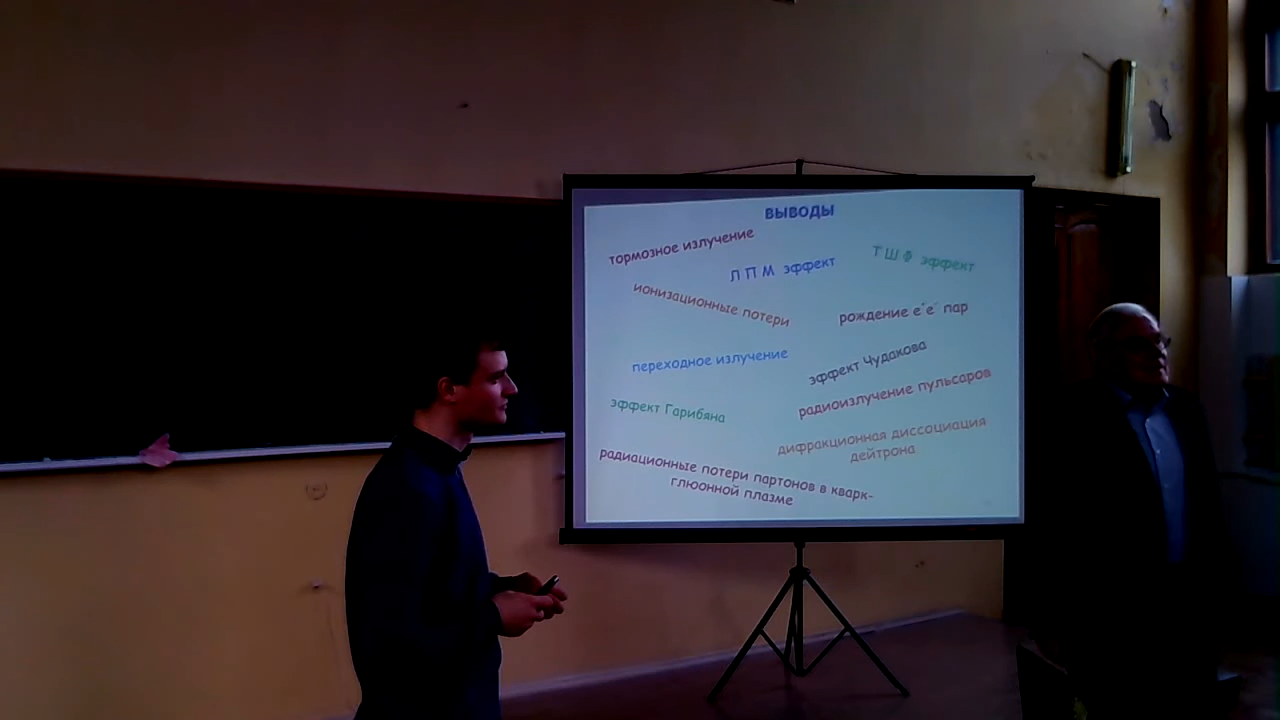 ВЫВОДЫ
тормозное излучение
Л П М эффект
Т Ш Ф эффект
ионизационные потери
рождение e⁺e⁻ пар
переходное излучение
эффект Чудакова
радиоизлучение пульсаров
эффект Гарибяна
дифракционная диссоциация
дейтрона
радиационные потери партонов в кварк-
глюонной плазме